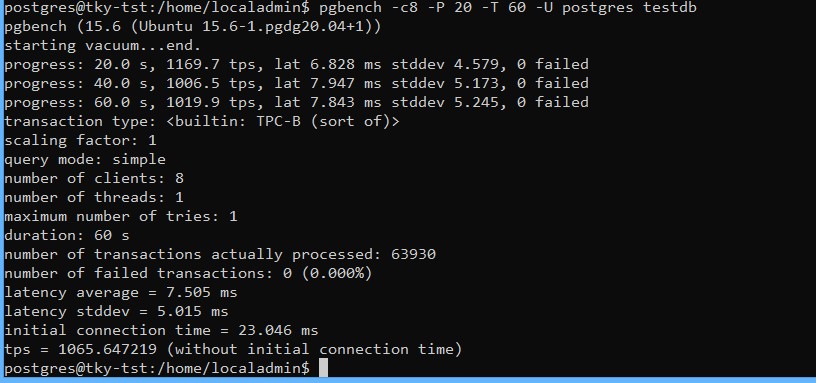 postgres@tky-tst:/home/localadmin$ pgbench -c8 -P 20 -T 60 -U postgres testdb
pgbench (15.6 (Ubuntu 15.6-1.pgdg20.04+1))
starting vacuum...end.
progress: 20.0 s, 1169.7 tps, lat 6.828 ms stddev 4.579, 0 failed
progress: 40.0 s, 1006.5 tps, lat 7.947 ms stddev 5.173, 0 failed
progress: 60.0 s, 1019.9 tps, lat 7.843 ms stddev 5.245, 0 failed
transaction type: <builtin: TPC-B (sort of)>
scaling factor: 1
query mode: simple
number of clients: 8
number of threads: 1
maximum number of tries: 1
duration: 60 s
number of transactions actually processed: 63930
number of failed transactions: 0 (0.000%)
latency average = 7.505 ms
latency stddev = 5.015 ms
initial connection time = 23.046 ms
tps = 1065.647219 (without initial connection time)
postgres@tky-tst:/home/localadmin$